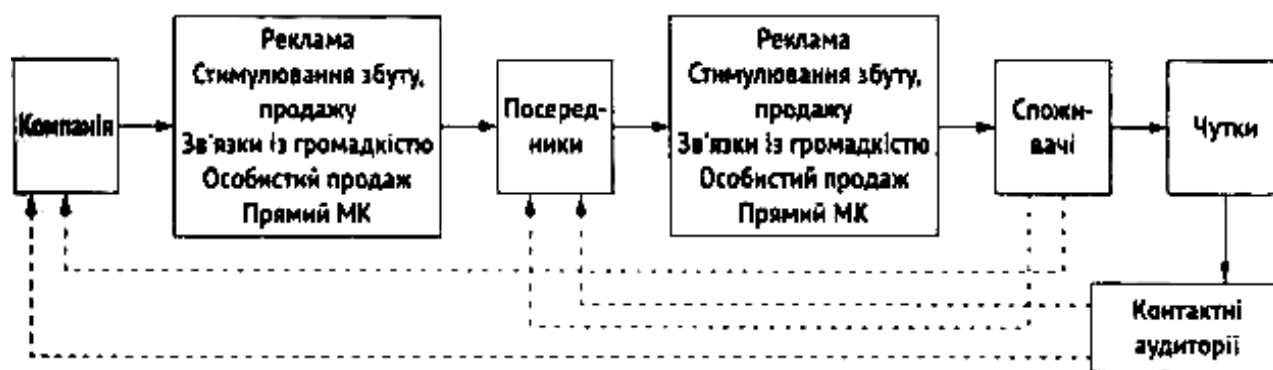 Компанія
Реклама
Стимулювання збуту,
продажу
Зв'язки із громадкістю
Особистий продаж
Прямий МК
Посеред-
ники
Реклама
Стимулювання збуту,
продажу
Зв'язки із громадкістю
Особистий продаж
Прямий МК
Спожи-
вачі
Чутки
Контактні
аудиторії